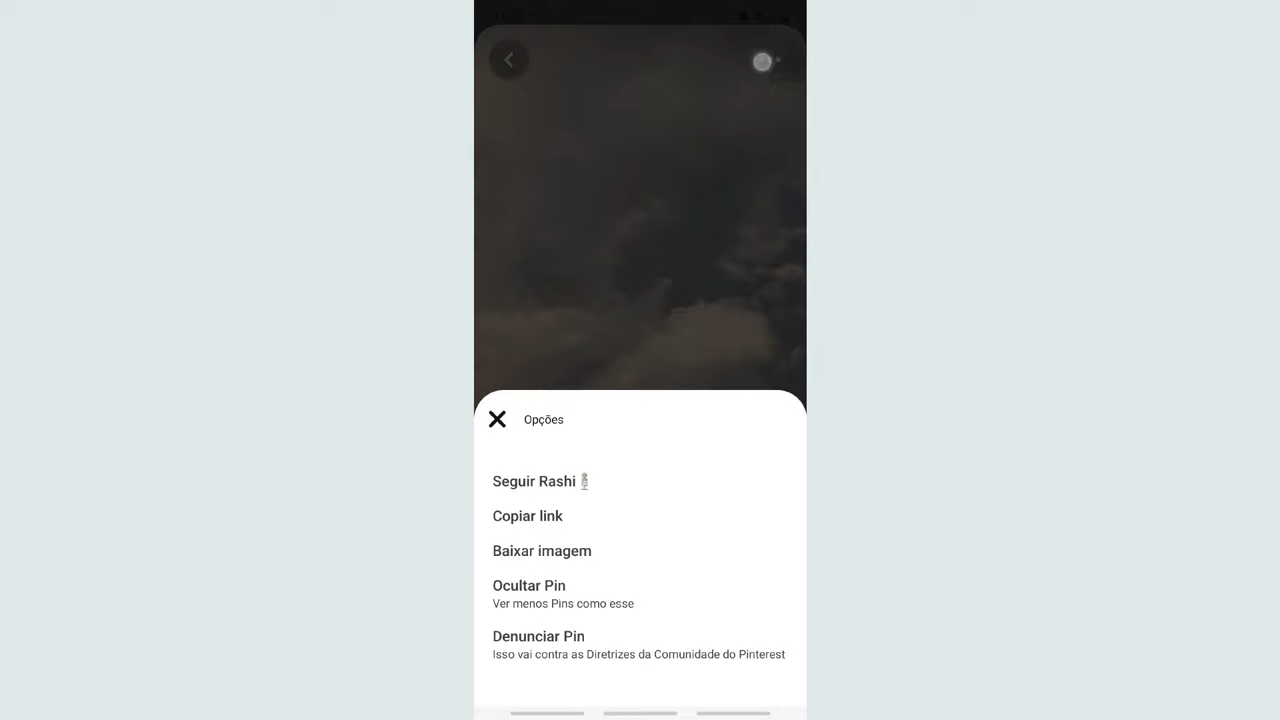 Opções
Seguir Rashi🎙️
Copiar link
Baixar imagem
Ocultar Pin
Ver menos Pins como esse
Denunciar Pin
Isso vai contra as Diretrizes da Comunidade do Pinterest